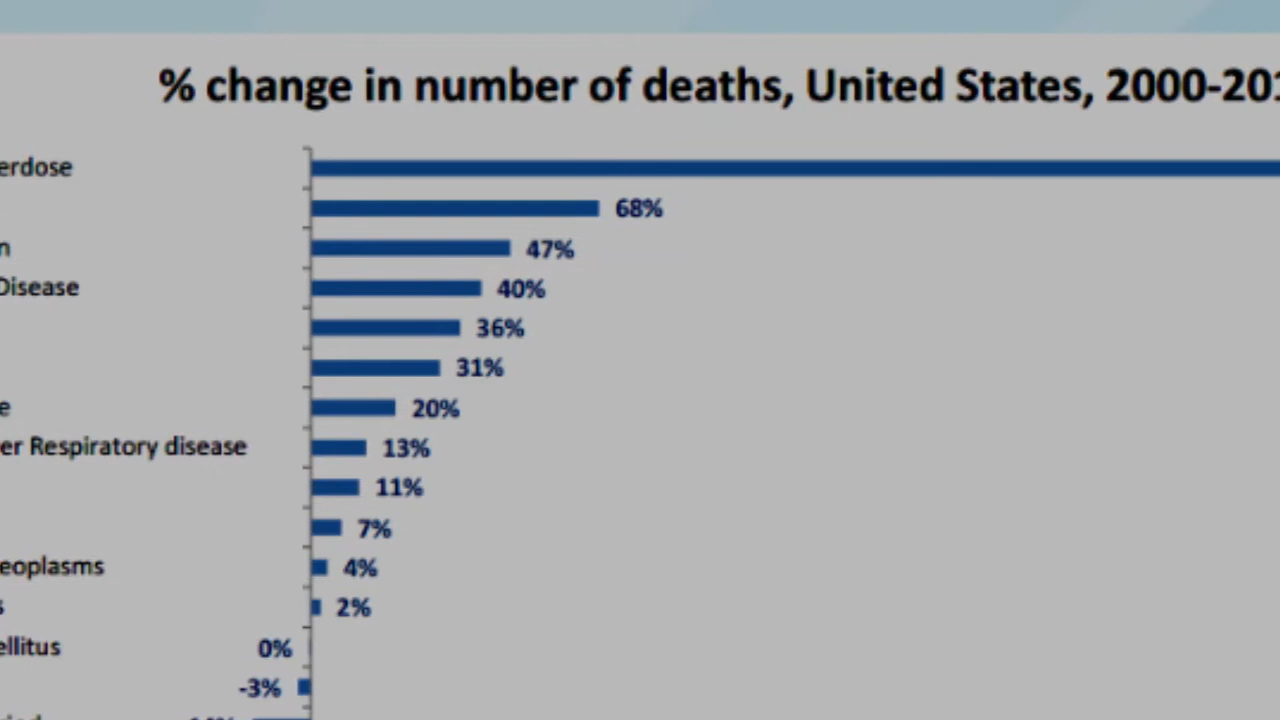 % change in number of deaths, United States, 2000-201
erdose
68%
n 47%
Disease 40%
36%
31%
e 20%
er Respiratory disease 13%
11%
7%
eoplasms 4%
s 2%
ellitus 0%
-3%